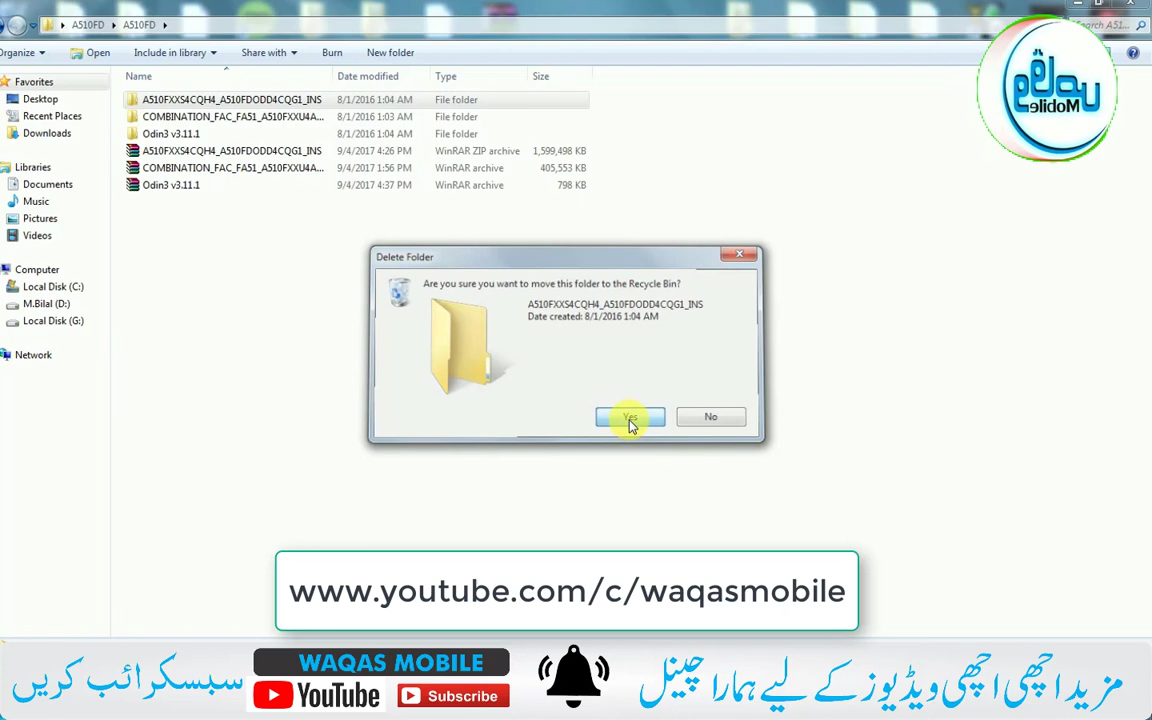 A510FD ▸ A510FD ▸
Search A51...
Organize ▾ Open Include in library ▾ Share with ▾ Burn New folder
Name Date modified Type Size
Favorites
Desktop
Recent Places
Downloads
Libraries
Documents
Music
Pictures
Videos
Computer
Local Disk (C:)
M.Bilal (D:)
Local Disk (G:)
Network
A510FXXS4CQH4_A510FDODD4CQG1_INS 8/1/2016 1:04 AM File folder
COMBINATION_FAC_FA51_A510FXXU4A... 8/1/2016 1:03 AM File folder
Odin3 v3.11.1 8/1/2016 1:04 AM File folder
A510FXXS4CQH4_A510FDODD4CQG1_INS 9/4/2017 4:26 PM WinRAR ZIP archive 1,599,498 KB
COMBINATION_FAC_FA51_A510FXXU4A... 9/4/2017 1:56 PM WinRAR archive 405,553 KB
Odin3 v3.11.1 9/4/2017 4:37 PM WinRAR archive 798 KB
Delete Folder
Are you sure you want to move this folder to the Recycle Bin?
A510FXXS4CQH4_A510FDODD4CQG1_INS
Date created: 8/1/2016 1:04 AM
Yes No
Mobile
www.youtube.com/c/waqasmobile
مزید اچھی اچھی ویڈیوز کے لیے ہمارا چینل
WAQAS MOBILE
YouTube Subscribe
سبسکرائب کریں